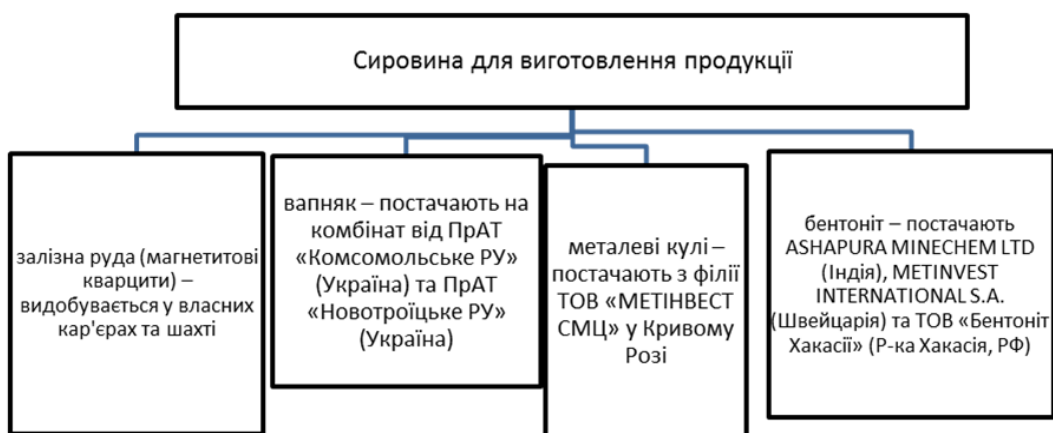 Сировина для виготовлення продукції
залізна руда (магнетитові
кварцити) –
видобувається у власних
кар'єрах та шахті
вапняк – постачають на
комбінат від ПрАТ
«Комсомольське РУ»
(Україна) та ПрАТ
«Новотроїцьке РУ»
(Україна)
металеві кулі –
постачають з філії
ТОВ «МЕТІНВЕСТ
СМЦ» у Кривому
Розі
бентоніт – постачають
ASHAPURA MINECHEM LTD
(Індія), METINVEST
INTERNATIONAL S.A.
(Швейцарія) та ТОВ «Бентоніт
Хакасії» (Р-ка Хакасія, РФ)